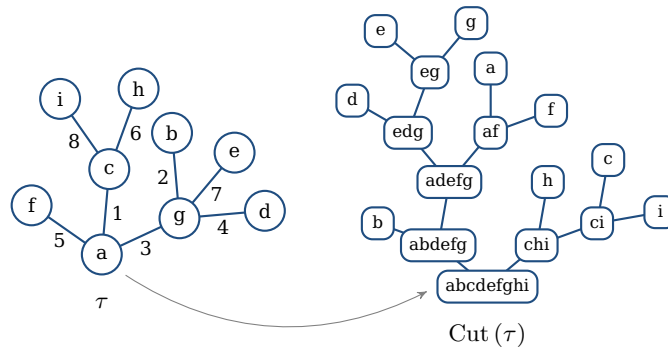 e g
eg a
i h d f
b edg af
8 6 e
c 2 7 adefg h c
f g d b ci i
1 4 abdefg chi
5 a 3
abcdefghi
τ
Cut (τ)